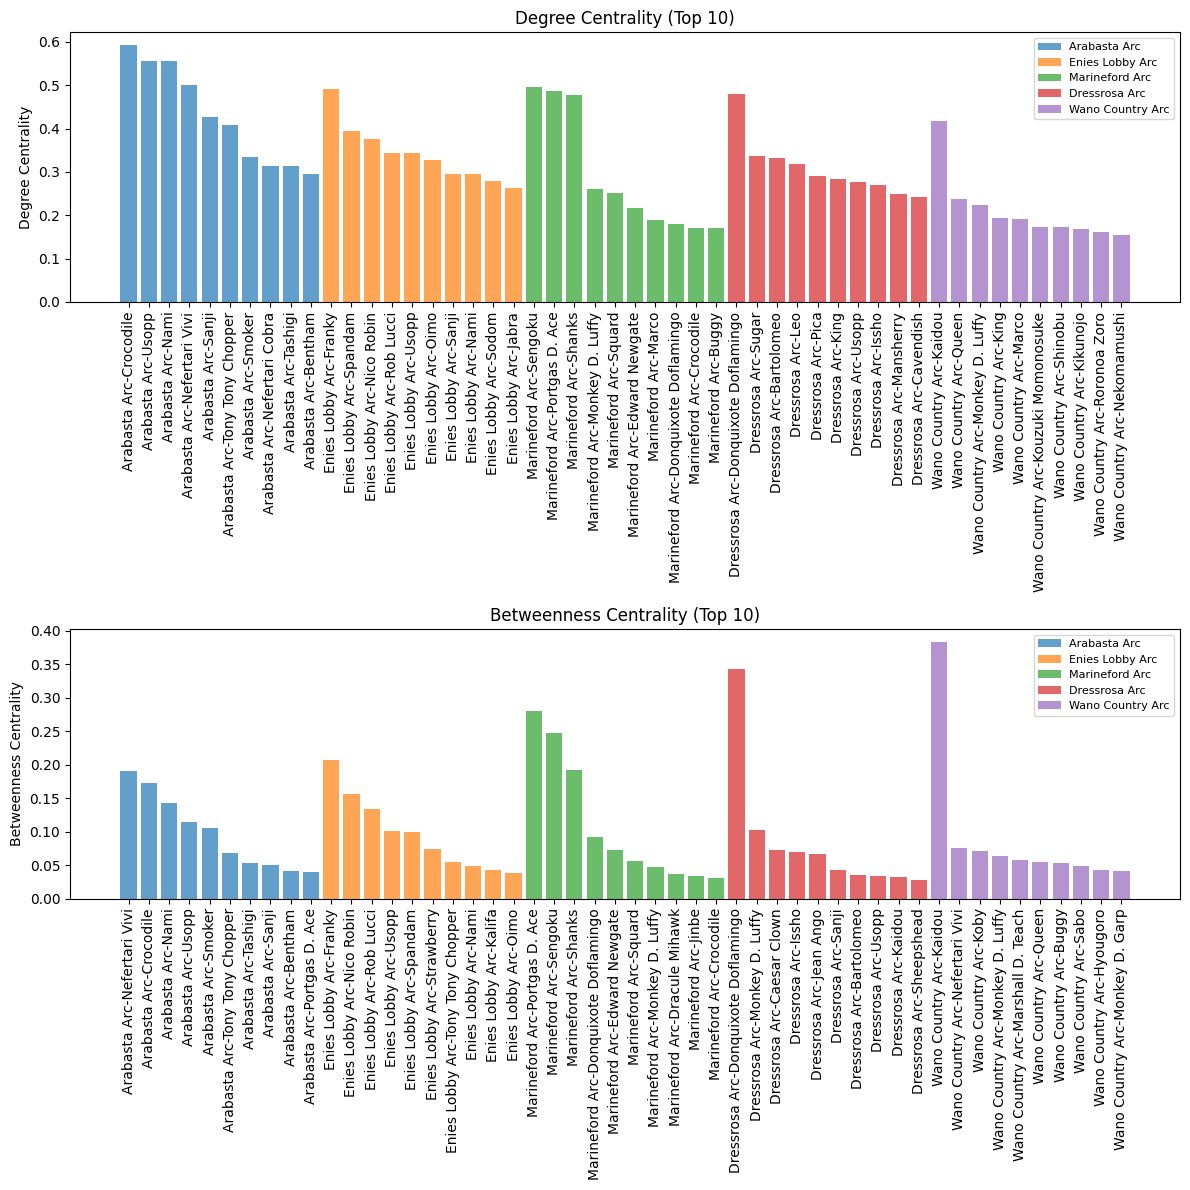 Degree Centrality (Top 10)
Degree Centrality
0.6
0.5
0.4
0.3
0.2
0.1
0.0
Arabasta Arc
Enies Lobby Arc
Marineford Arc
Dressrosa Arc
Wano Country Arc
Arabasta Arc-Crocodile
Arabasta Arc-Usopp
Arabasta Arc-Nami
Arabasta Arc-Nefertari Vivi
Arabasta Arc-Sanji
Arabasta Arc-Tony Tony Chopper
Arabasta Arc-Smoker
Arabasta Arc-Nefertari Cobra
Arabasta Arc-Tashigi
Arabasta Arc-Bentham
Enies Lobby Arc-Franky
Enies Lobby Arc-Spandam
Enies Lobby Arc-Nico Robin
Enies Lobby Arc-Rob Lucci
Enies Lobby Arc-Usopp
Enies Lobby Arc-Oimo
Enies Lobby Arc-Sanji
Enies Lobby Arc-Nami
Enies Lobby Arc-Sodom
Enies Lobby Arc-Jabra
Marineford Arc-Sengoku
Marineford Arc-Portgas D. Ace
Marineford Arc-Shanks
Marineford Arc-Monkey D. Luffy
Marineford Arc-Squard
Marineford Arc-Edward Newgate
Marineford Arc-Marco
Marineford Arc-Donquixote Doflamingo
Marineford Arc-Crocodile
Marineford Arc-Buggy
Dressrosa Arc-Donquixote Doflamingo
Dressrosa Arc-Sugar
Dressrosa Arc-Bartolomeo
Dressrosa Arc-Leo
Dressrosa Arc-Pica
Dressrosa Arc-King
Dressrosa Arc-Usopp
Dressrosa Arc-Issho
Dressrosa Arc-Mansherry
Dressrosa Arc-Cavendish
Wano Country Arc-Kaidou
Wano Country Arc-Queen
Wano Country Arc-Monkey D. Luffy
Wano Country Arc-King
Wano Country Arc-Marco
Wano Country Arc-Kouzuki Momonosuke
Wano Country Arc-Shinobu
Wano Country Arc-Kikunojo
Wano Country Arc-Roronoa Zoro
Wano Country Arc-Nekomamushi
Betweenness Centrality (Top 10)
Betweenness Centrality
0.40
0.35
0.30
0.25
0.20
0.15
0.10
0.05
0.00
Arabasta Arc
Enies Lobby Arc
Marineford Arc
Dressrosa Arc
Wano Country Arc
Arabasta Arc-Nefertari Vivi
Arabasta Arc-Crocodile
Arabasta Arc-Nami
Arabasta Arc-Usopp
Arabasta Arc-Smoker
Arabasta Arc-Tony Tony Chopper
Arabasta Arc-Tashigi
Arabasta Arc-Sanji
Arabasta Arc-Bentham
Arabasta Arc-Portgas D. Ace
Enies Lobby Arc-Franky
Enies Lobby Arc-Nico Robin
Enies Lobby Arc-Rob Lucci
Enies Lobby Arc-Usopp
Enies Lobby Arc-Spandam
Enies Lobby Arc-Strawberry
Enies Lobby Arc-Tony Tony Chopper
Enies Lobby Arc-Nami
Enies Lobby Arc-Kalifa
Enies Lobby Arc-Oimo
Marineford Arc-Portgas D. Ace
Marineford Arc-Sengoku
Marineford Arc-Shanks
Marineford Arc-Donquixote Doflamingo
Marineford Arc-Edward Newgate
Marineford Arc-Squard
Marineford Arc-Monkey D. Luffy
Marineford Arc-Dracule Mihawk
Marineford Arc-Jinbe
Marineford Arc-Crocodile
Dressrosa Arc-Donquixote Doflamingo
Dressrosa Arc-Monkey D. Luffy
Dressrosa Arc-Caesar Clown
Dressrosa Arc-Issho
Dressrosa Arc-Jean Ango
Dressrosa Arc-Sanji
Dressrosa Arc-Bartolomeo
Dressrosa Arc-Usopp
Dressrosa Arc-Kaidou
Dressrosa Arc-Sheepshead
Wano Country Arc-Kaidou
Wano Country Arc-Nefertari Vivi
Wano Country Arc-Koby
Wano Country Arc-Monkey D. Luffy
Wano Country Arc-Marshall D. Teach
Wano Country Arc-Queen
Wano Country Arc-Buggy
Wano Country Arc-Sabo
Wano Country Arc-Hyougoro
Wano Country Arc-Monkey D. Garp